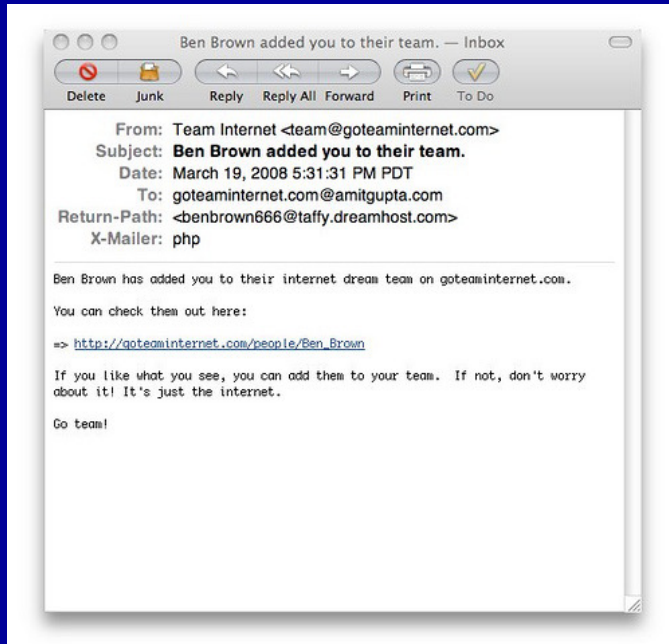 Ben Brown added you to their team. — Inbox
Delete Junk Reply Reply All Forward Print To Do
From: Team Internet <team@goteaminternet.com>
Subject: Ben Brown added you to their team.
Date: March 19, 2008 5:31:31 PM PDT
To: goteaminternet.com@amitgupta.com
Return-Path: <benbrown666@taffy.dreamhost.com>
X-Mailer: php
Ben Brown has added you to their internet dream team on goteaminternet.com.
You can check them out here:
=> http://goteaminternet.com/people/Ben_Brown
If you like what you see, you can add them to your team.  If not, don't worry
about it! It's just the internet.
Go team!